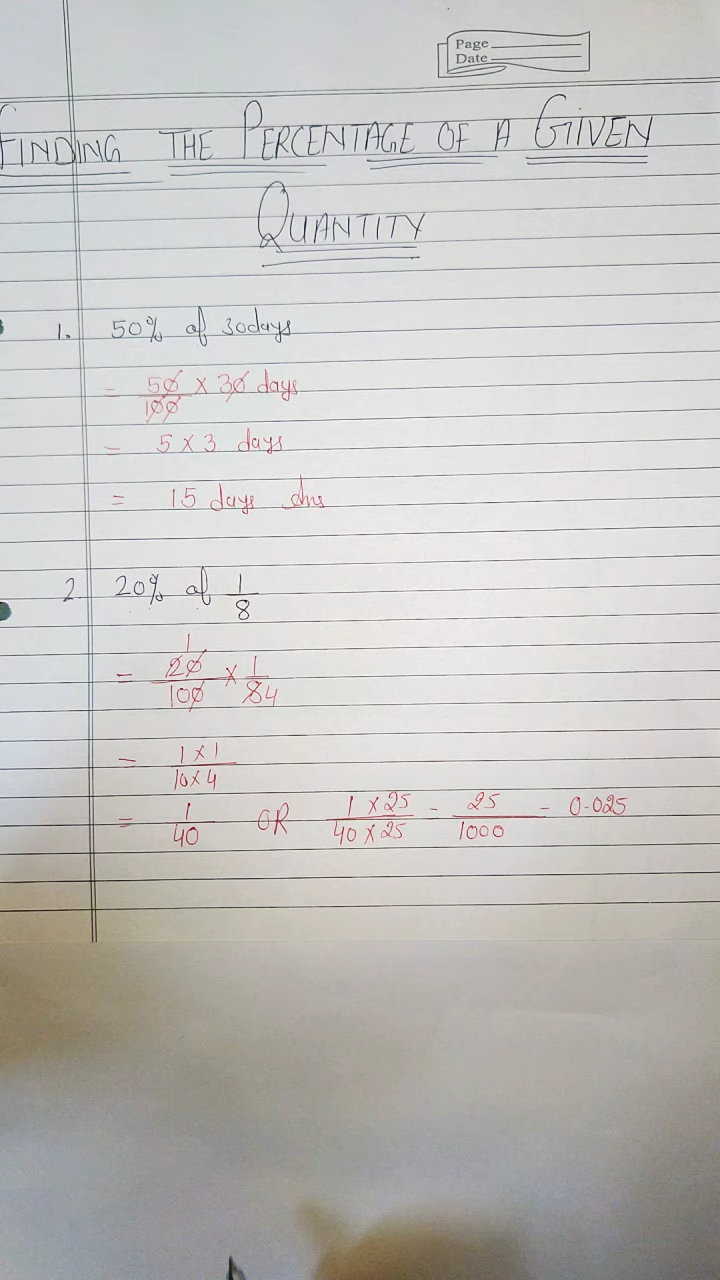 Page
Date
FINDING THE PERCENTAGE OF A GIVEN
QUANTITY
1. 50% of 30days
= 50/100 × 30 days
= 5 × 3 days
= 15 days Ans
2 20% of 1/8
1
= 20/100 × 1/8 4
= 1×1/10×4
= 1/40 OR 1×25/40×25 - 25/1000 - 0.025